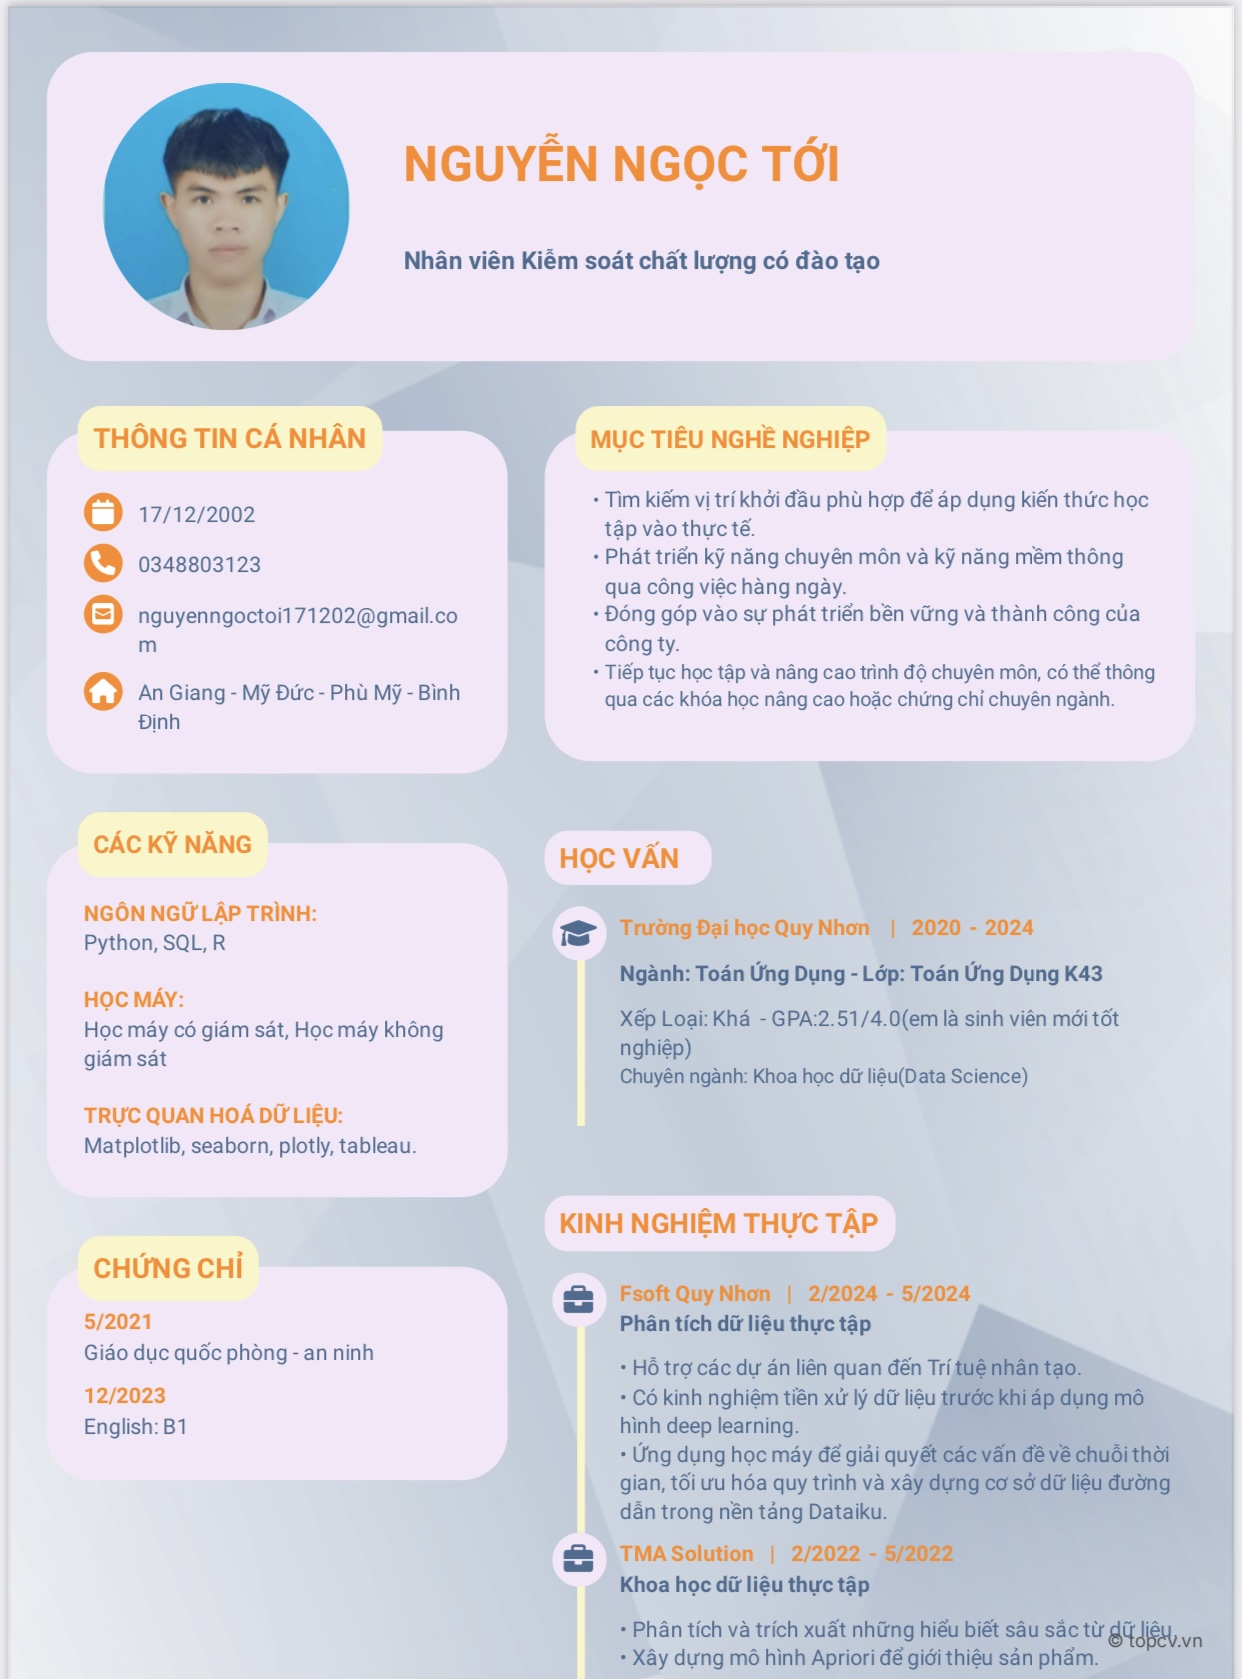 NGUYỄN NGỌC TỚI
Nhân viên Kiểm soát chất lượng có đào tạo
THÔNG TIN CÁ NHÂN
17/12/2002
0348803123
nguyenngoctoi171202@gmail.co
m
An Giang - Mỹ Đức - Phù Mỹ - Bình
Định
CÁC KỸ NĂNG
NGÔN NGỮ LẬP TRÌNH:
Python, SQL, R
HỌC MÁY:
Học máy có giám sát, Học máy không
giám sát
TRỰC QUAN HOÁ DỮ LIỆU:
Matplotlib, seaborn, plotly, tableau.
CHỨNG CHỈ
5/2021
Giáo dục quốc phòng - an ninh
12/2023
English: B1
MỤC TIÊU NGHỀ NGHIỆP
• Tìm kiếm vị trí khởi đầu phù hợp để áp dụng kiến thức học
tập vào thực tế.
• Phát triển kỹ năng chuyên môn và kỹ năng mềm thông
qua công việc hàng ngày.
• Đóng góp vào sự phát triển bền vững và thành công của
công ty.
• Tiếp tục học tập và nâng cao trình độ chuyên môn, có thể thông
qua các khóa học nâng cao hoặc chứng chỉ chuyên ngành.
HỌC VẤN
Trường Đại học Quy Nhơn | 2020 - 2024
Ngành: Toán Ứng Dụng - Lớp: Toán Ứng Dụng K43
Xếp Loại: Khá - GPA:2.51/4.0(em là sinh viên mới tốt
nghiệp)
Chuyên ngành: Khoa học dữ liệu(Data Science)
KINH NGHIỆM THỰC TẬP
Fsoft Quy Nhơn | 2/2024 - 5/2024
Phân tích dữ liệu thực tập
• Hỗ trợ các dự án liên quan đến Trí tuệ nhân tạo.
• Có kinh nghiệm tiền xử lý dữ liệu trước khi áp dụng mô
hình deep learning.
• Ứng dụng học máy để giải quyết các vấn đề về chuỗi thời
gian, tối ưu hóa quy trình và xây dựng cơ sở dữ liệu đường
dẫn trong nền tảng Dataiku.
TMA Solution | 2/2022 - 5/2022
Khoa học dữ liệu thực tập
• Phân tích và trích xuất những hiểu biết sâu sắc từ dữ liệu.
• Xây dựng mô hình Apriori để giới thiệu sản phẩm.
© topcv.vn